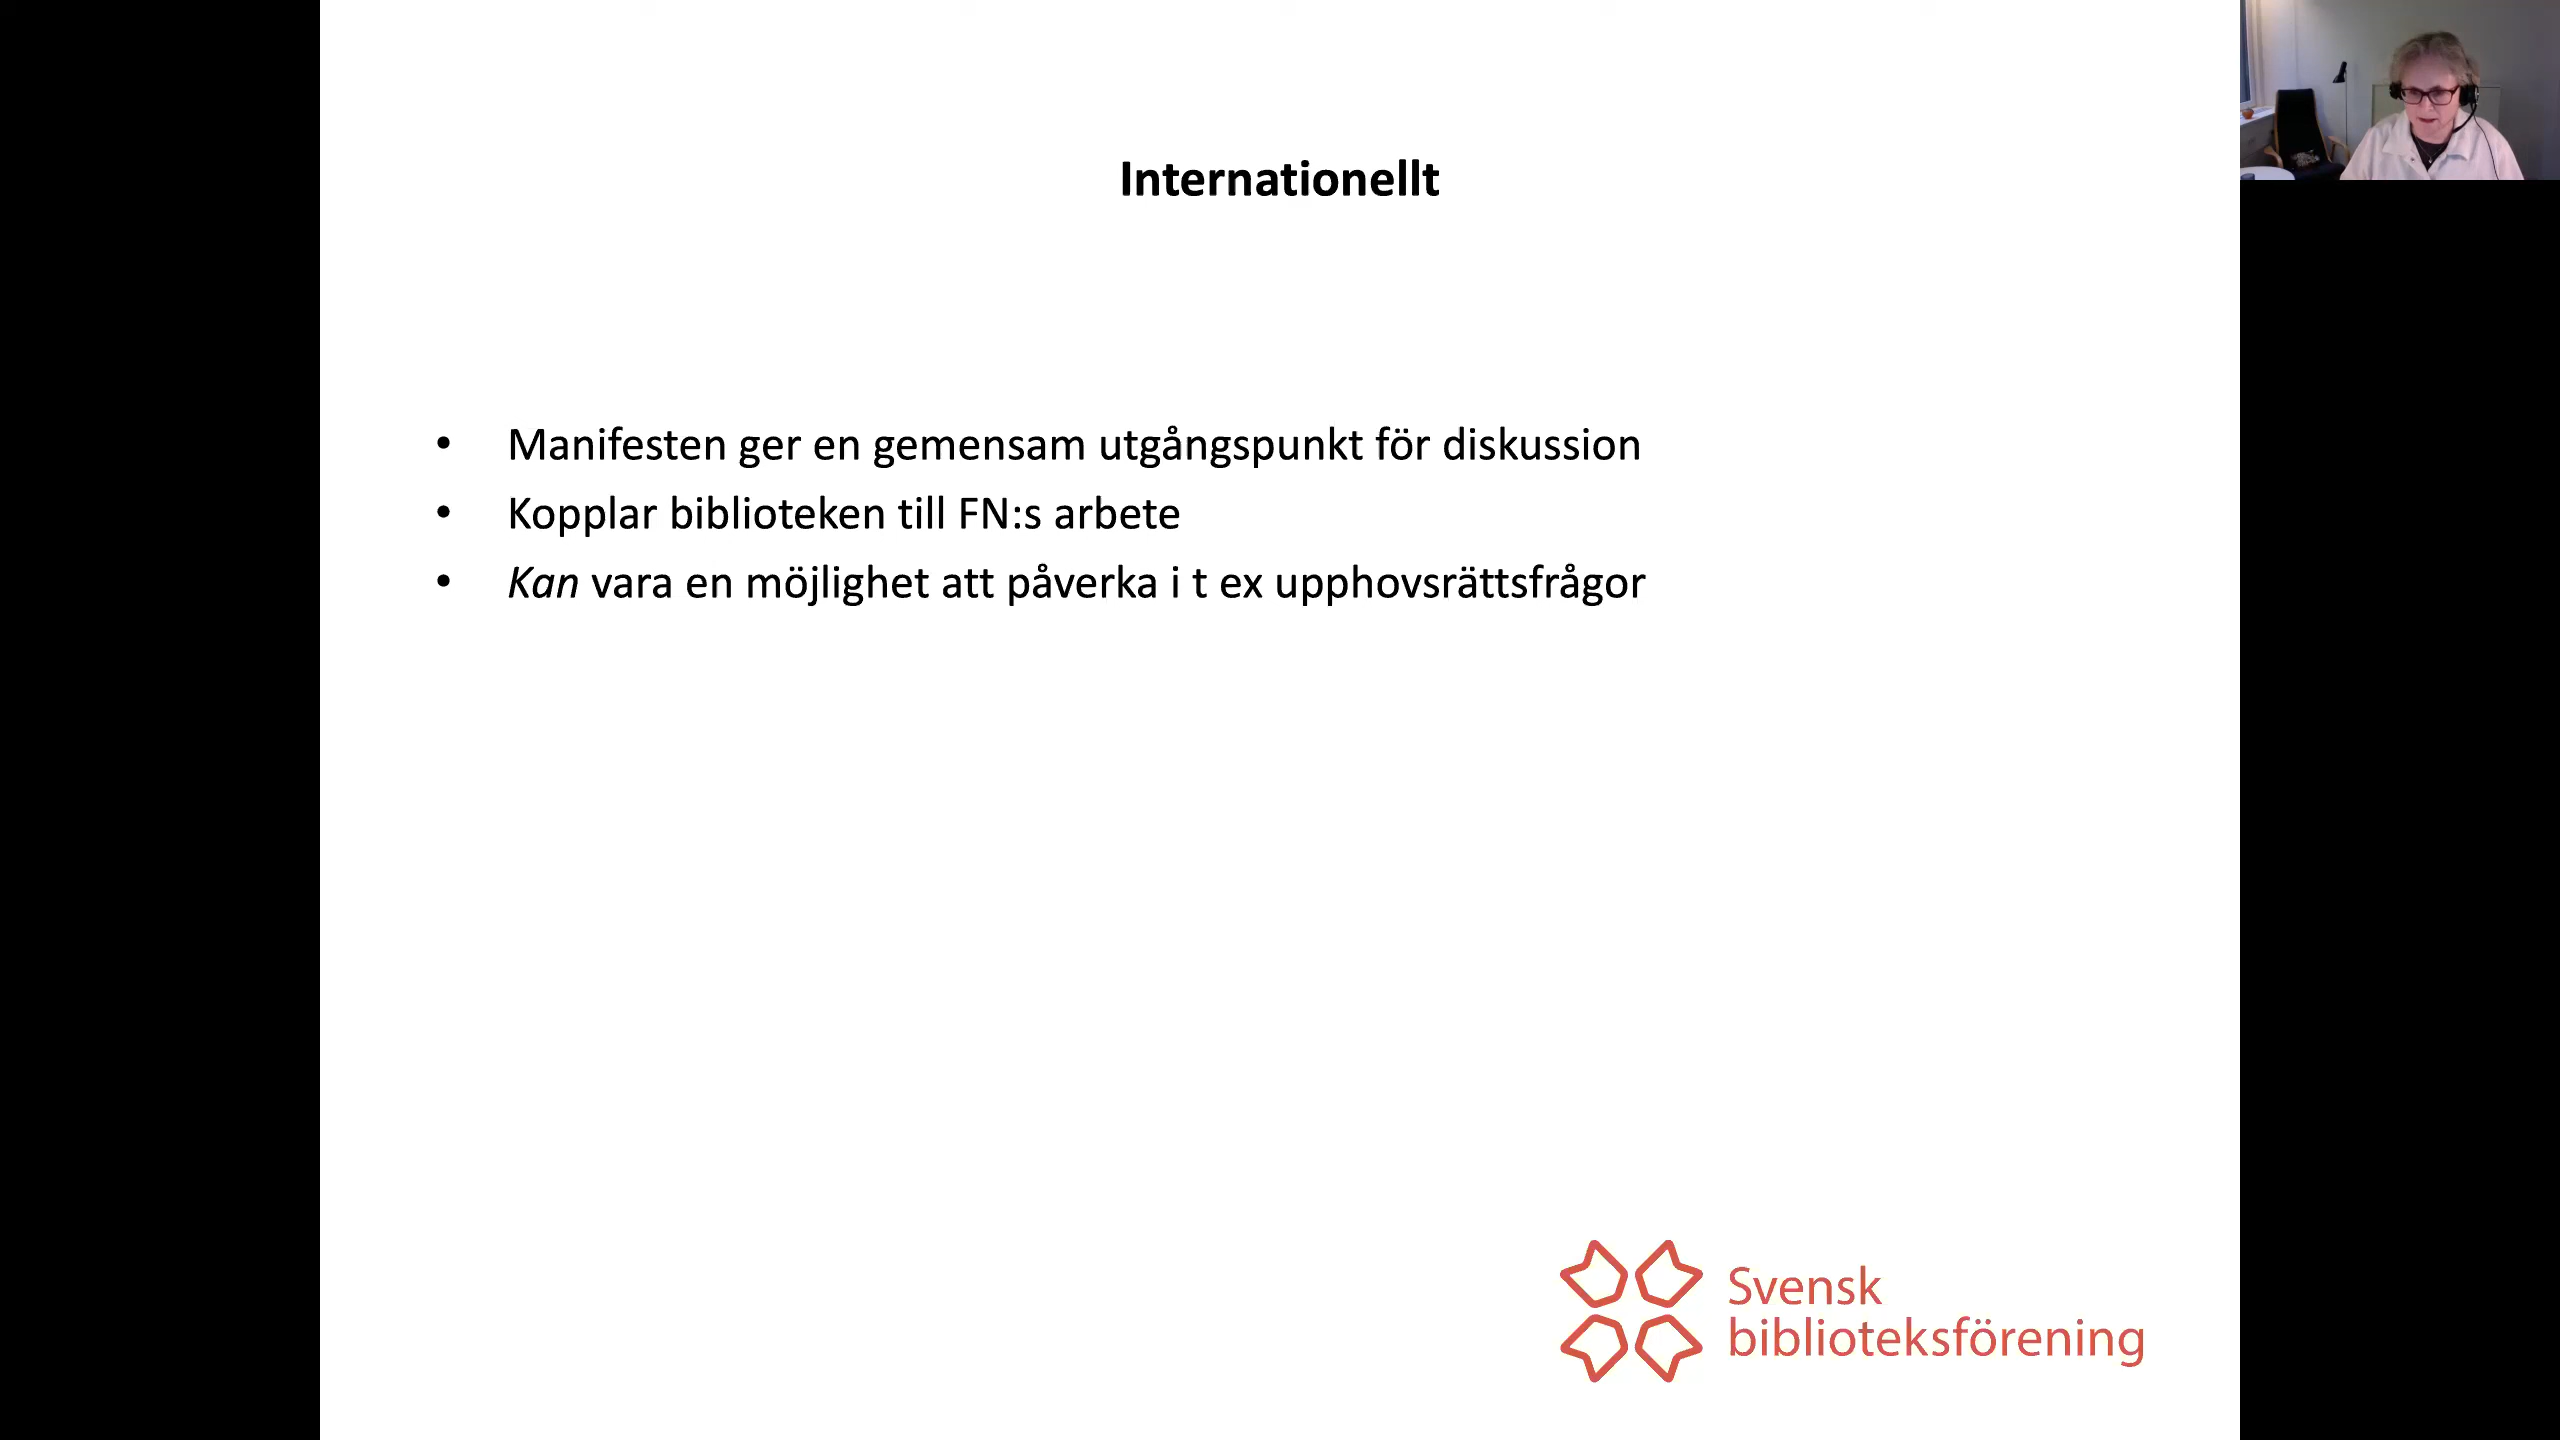 Internationellt
• Manifesten ger en gemensam utgångspunkt för diskussion
• Kopplar biblioteken till FN:s arbete
• Kan vara en möjlighet att påverka i t ex upphovsrättsfrågor
Svensk
biblioteksförening